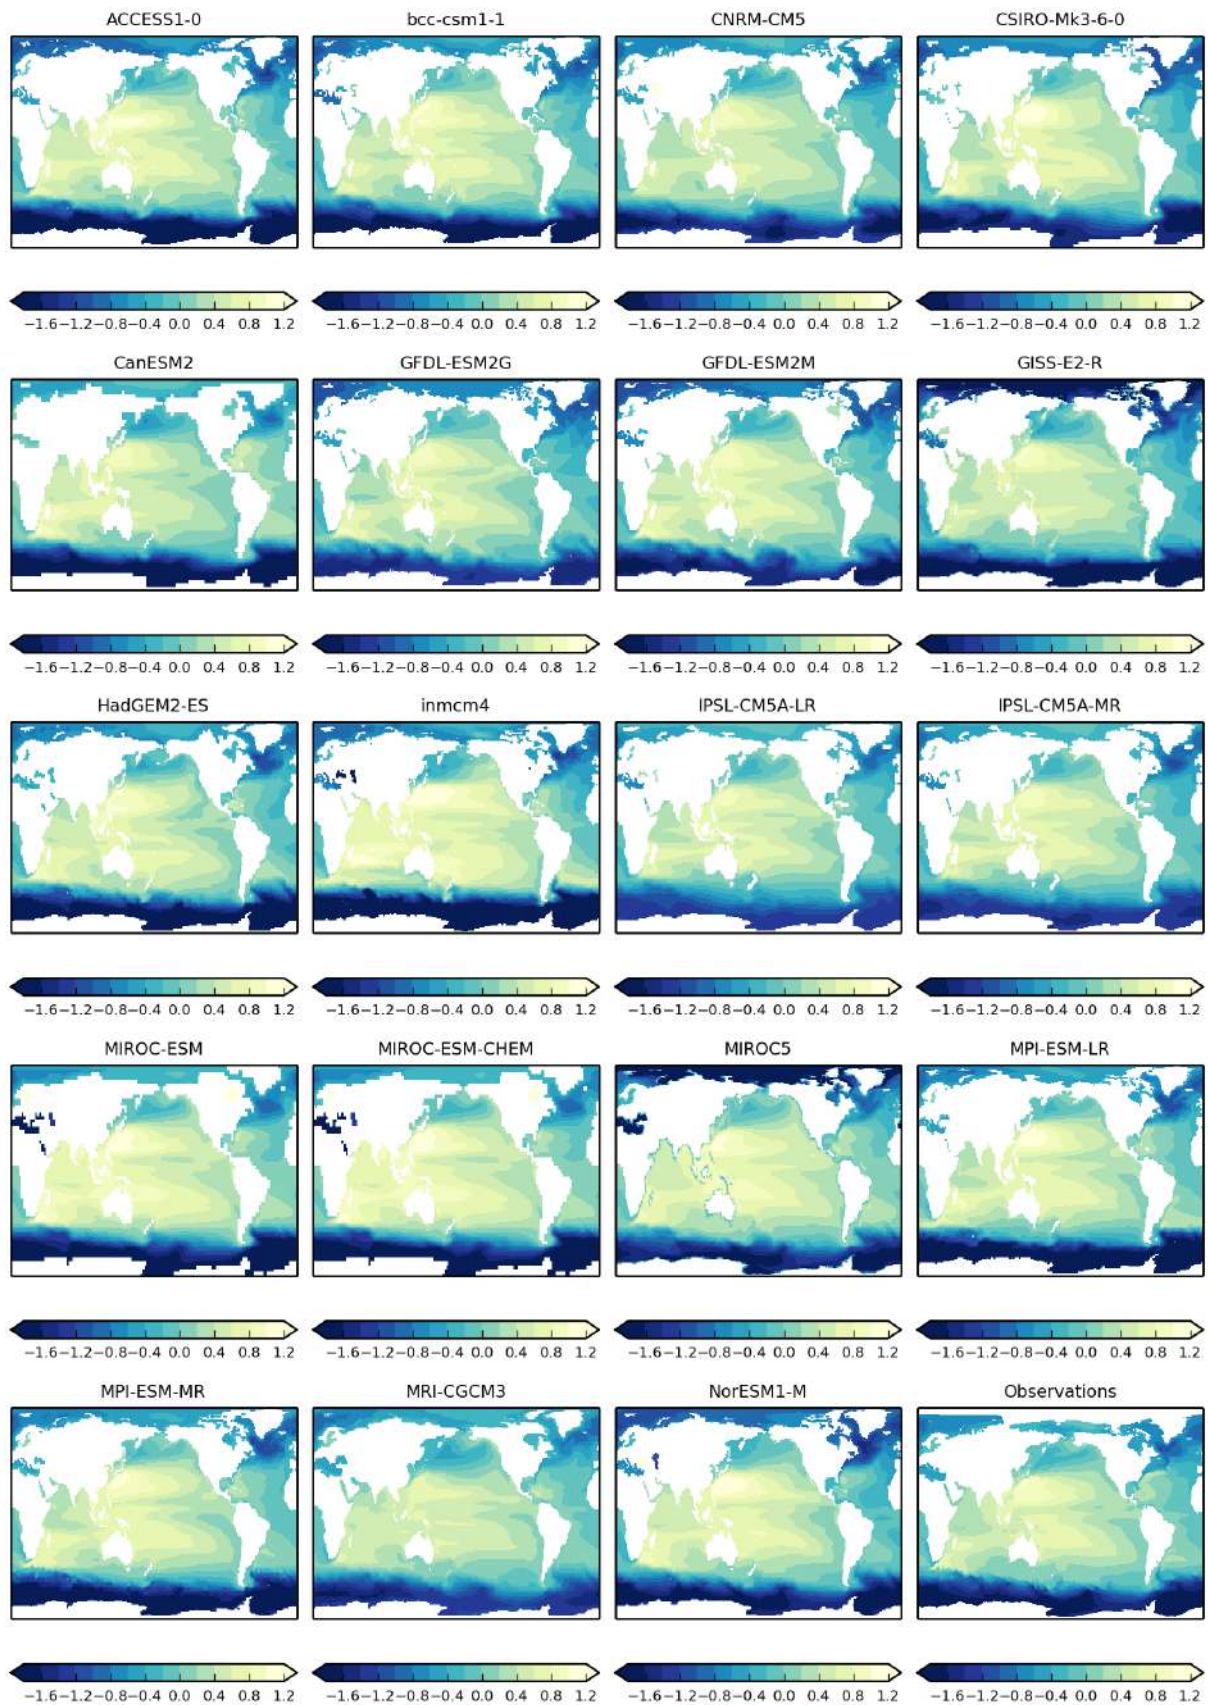 ACCESS1-0 bcc-csm1-1 CNRM-CM5 CSIRO-Mk3-6-0
−1.6−1.2−0.8−0.4 0.0 0.4 0.8 1.2 −1.6−1.2−0.8−0.4 0.0 0.4 0.8 1.2 −1.6−1.2−0.8−0.4 0.0 0.4 0.8 1.2 −1.6−1.2−0.8−0.4 0.0 0.4 0.8 1.2
CanESM2 GFDL-ESM2G GFDL-ESM2M GISS-E2-R
−1.6−1.2−0.8−0.4 0.0 0.4 0.8 1.2 −1.6−1.2−0.8−0.4 0.0 0.4 0.8 1.2 −1.6−1.2−0.8−0.4 0.0 0.4 0.8 1.2 −1.6−1.2−0.8−0.4 0.0 0.4 0.8 1.2
HadGEM2-ES inmcm4 IPSL-CM5A-LR IPSL-CM5A-MR
−1.6−1.2−0.8−0.4 0.0 0.4 0.8 1.2 −1.6−1.2−0.8−0.4 0.0 0.4 0.8 1.2 −1.6−1.2−0.8−0.4 0.0 0.4 0.8 1.2 −1.6−1.2−0.8−0.4 0.0 0.4 0.8 1.2
MIROC-ESM MIROC-ESM-CHEM MIROC5 MPI-ESM-LR
−1.6−1.2−0.8−0.4 0.0 0.4 0.8 1.2 −1.6−1.2−0.8−0.4 0.0 0.4 0.8 1.2 −1.6−1.2−0.8−0.4 0.0 0.4 0.8 1.2 −1.6−1.2−0.8−0.4 0.0 0.4 0.8 1.2
MPI-ESM-MR MRI-CGCM3 NorESM1-M Observations
−1.6−1.2−0.8−0.4 0.0 0.4 0.8 1.2 −1.6−1.2−0.8−0.4 0.0 0.4 0.8 1.2 −1.6−1.2−0.8−0.4 0.0 0.4 0.8 1.2 −1.6−1.2−0.8−0.4 0.0 0.4 0.8 1.2